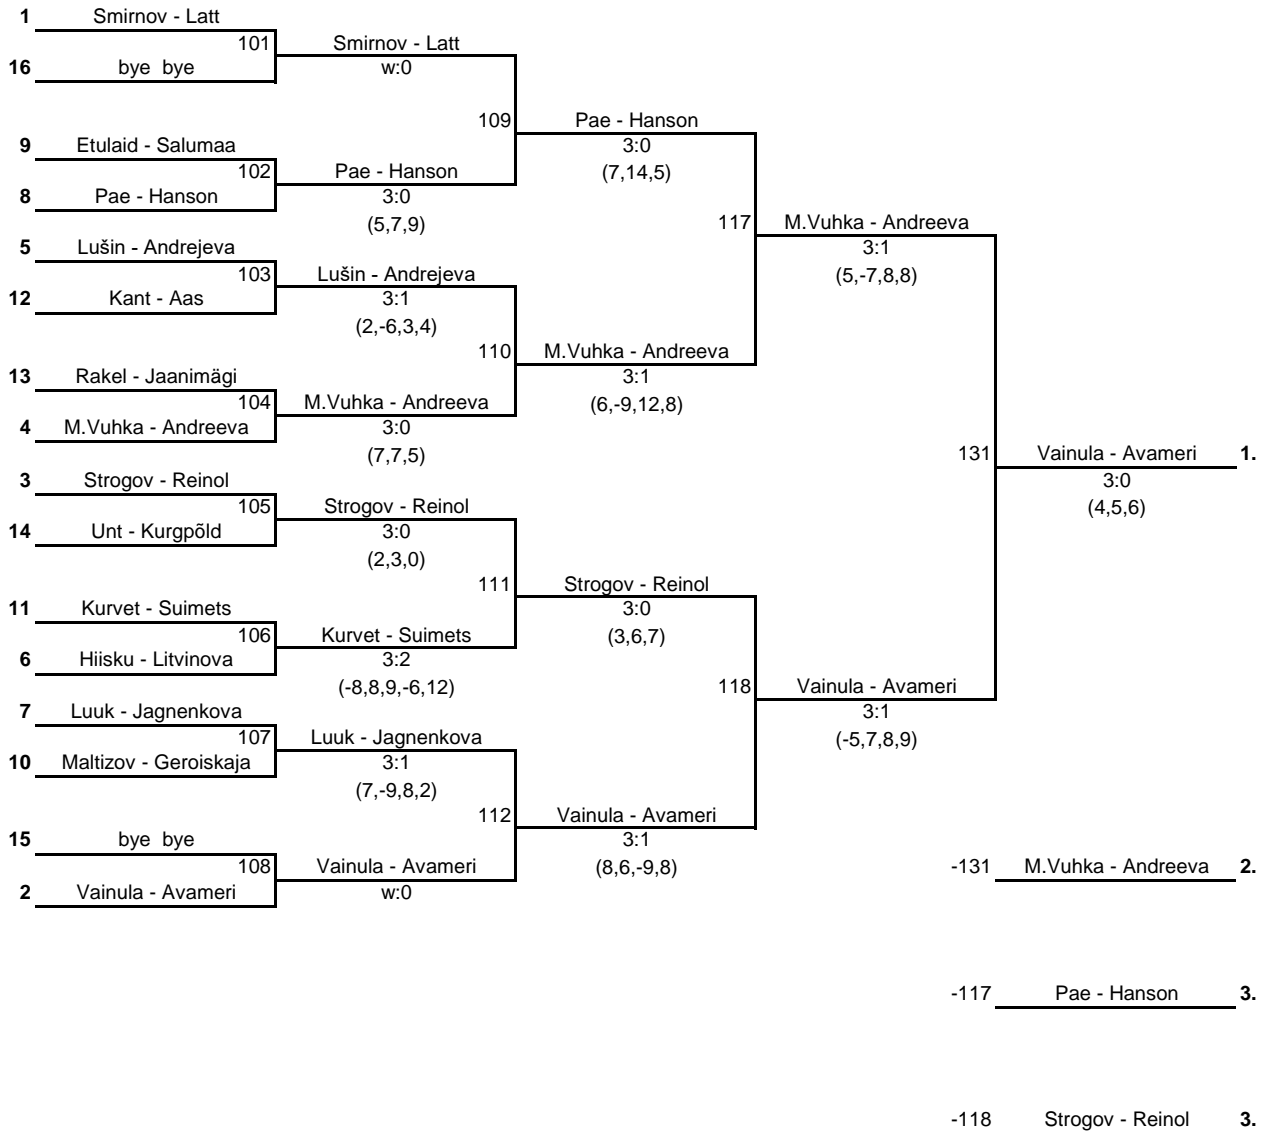 1 Smirnov - Latt
101 Smirnov - Latt
16 bye bye w:0
109 Pae - Hanson
9 Etulaid - Salumaa 3:0
102 Pae - Hanson (7,14,5)
8 Pae - Hanson 3:0
(5,7,9) 117 M.Vuhka - Andreeva
5 Lušin - Andrejeva 3:1
103 Lušin - Andrejeva (5,-7,8,8)
12 Kant - Aas 3:1
(2,-6,3,4)
110 M.Vuhka - Andreeva
13 Rakel - Jaanimägi 3:1
104 M.Vuhka - Andreeva (6,-9,12,8)
4 M.Vuhka - Andreeva 3:0
(7,7,5) 131 Vainula - Avameri 1.
3 Strogov - Reinol 3:0
105 Strogov - Reinol (4,5,6)
14 Unt - Kurgpõld 3:0
(2,3,0)
111 Strogov - Reinol
11 Kurvet - Suimets 3:0
106 Kurvet - Suimets (3,6,7)
6 Hiisku - Litvinova 3:2
(-8,8,9,-6,12) 118 Vainula - Avameri
7 Luuk - Jagnenkova 3:1
107 Luuk - Jagnenkova (-5,7,8,9)
10 Maltizov - Geroiskaja 3:1
(7,-9,8,2)
112 Vainula - Avameri
15 bye bye 3:1
108 Vainula - Avameri (8,6,-9,8) -131 M.Vuhka - Andreeva 2.
2 Vainula - Avameri w:0
-117 Pae - Hanson 3.
-118 Strogov - Reinol 3.